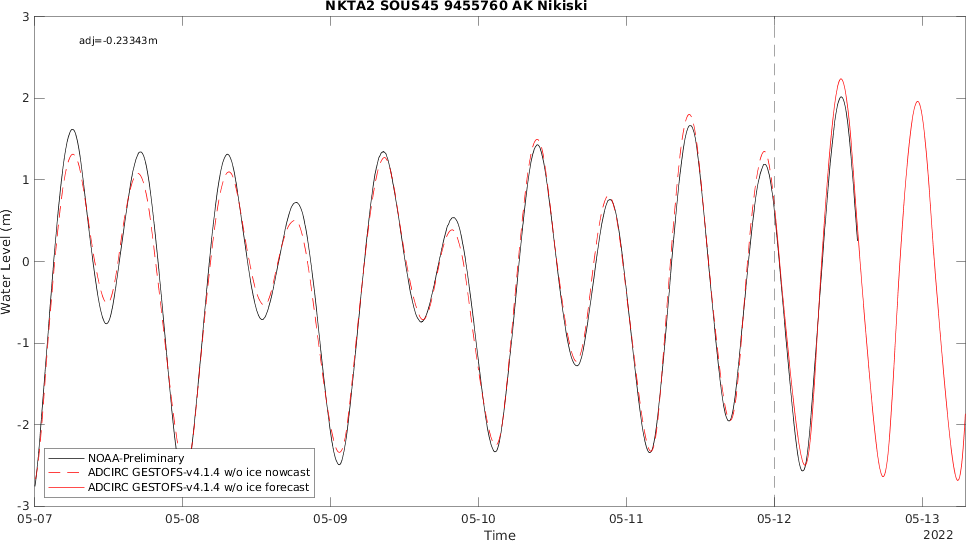 NKTA2 SOUS45 9455760 AK Nikiski
adj=-0.23343m
Water Level (m)
3
2
1
0
-1
-2
-3
NOAA-Preliminary
ADCIRC GESTOFS-v4.1.4 w/o ice nowcast
ADCIRC GESTOFS-v4.1.4 w/o ice forecast
05-07 05-08 05-09 05-10 05-11 05-12 05-13
Time
2022